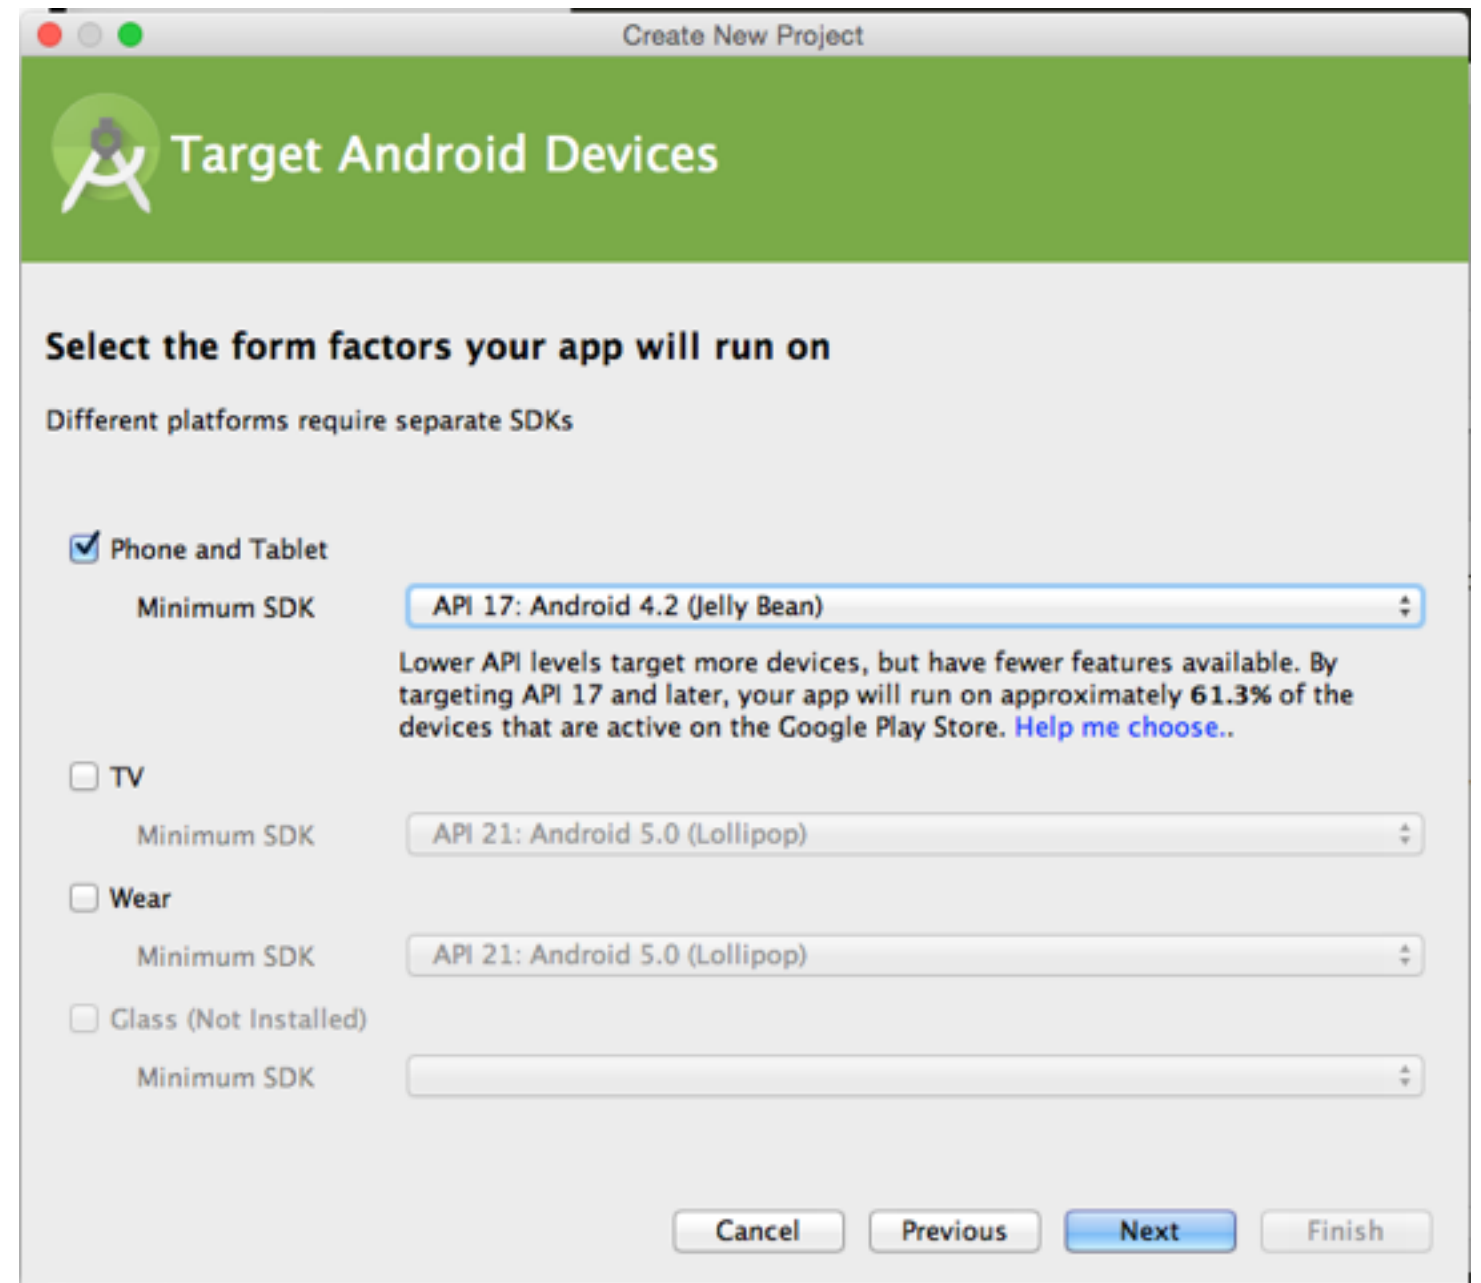 Create New Project
Target Android Devices
Select the form factors your app will run on
Different platforms require separate SDKs
Phone and Tablet
Minimum SDK API 17: Android 4.2 (Jelly Bean)
Lower API levels target more devices, but have fewer features available. By
targeting API 17 and later, your app will run on approximately 61.3% of the
devices that are active on the Google Play Store. Help me choose..
TV
Minimum SDK API 21: Android 5.0 (Lollipop)
Wear
Minimum SDK API 21: Android 5.0 (Lollipop)
Glass (Not Installed)
Minimum SDK
Cancel Previous Next Finish